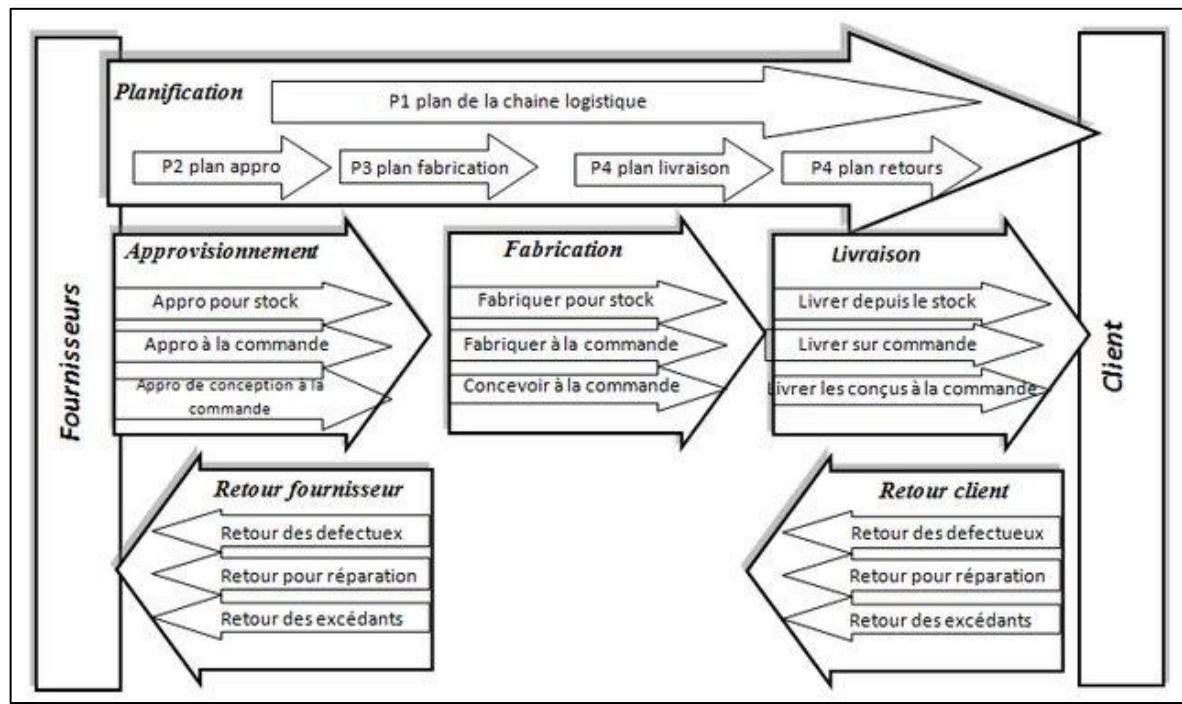 Fournisseurs
Planification
P1 plan de la chaine logistique
P2 plan appro
P3 plan fabrication
P4 plan livraison
P4 plan retours
Approvisionnement
Appro pour stock
Appro à la commande
Appro de conception à la
commande
Fabrication
Fabriquer pour stock
Fabriquer à la commande
Concevoir à la commande
Livraison
Livrer depuis le stock
Livrer sur commande
Livrer les conçus à la commande
Retour fournisseur
Retour des defectuex
Retour pour réparation
Retour des excédants
Retour client
Retour des defectueux
Retour pour réparation
Retour des excédants
Client